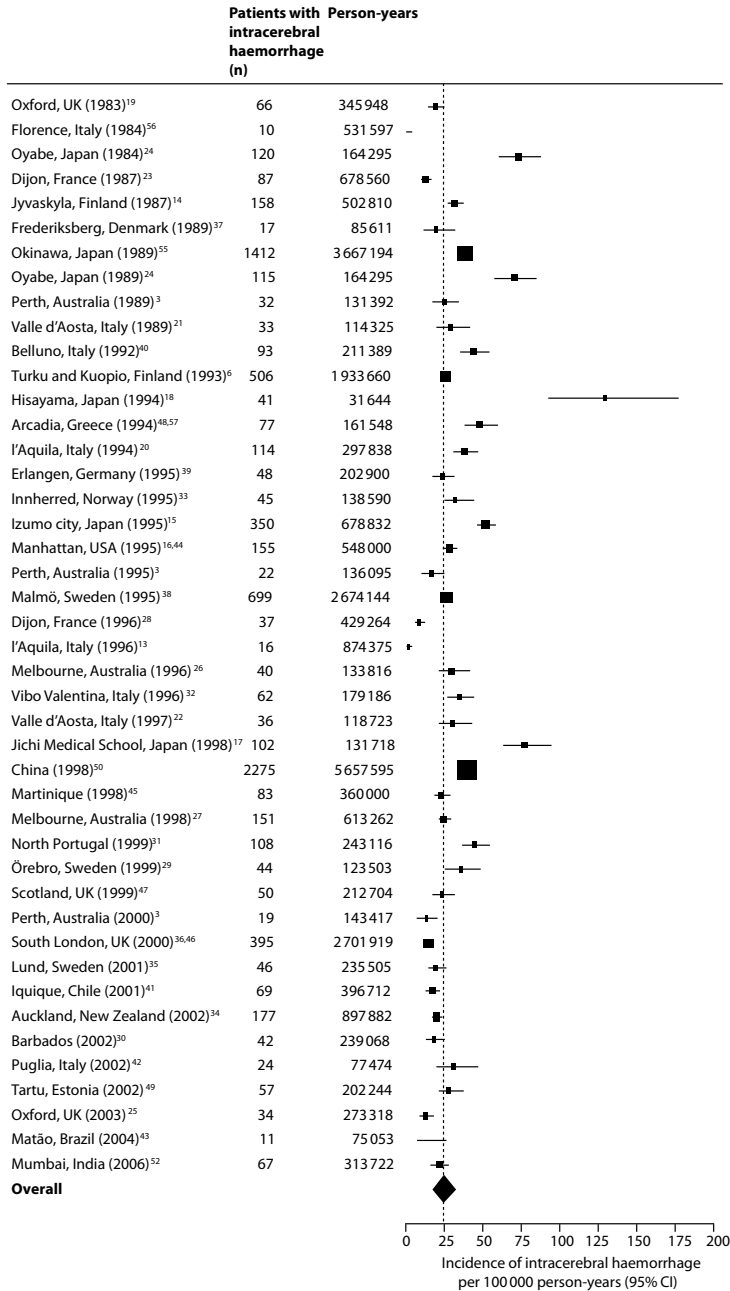 Patients with Person-years
intracerebral
haemorrhage
(n)
Oxford, UK (1983)19 66 345 948
Florence, Italy (1984)56 10 531 597
Oyabe, Japan (1984)24 120 164 295
Dijon, France (1987)23 87 678 560
Jyvaskyla, Finland (1987)14 158 502 810
Frederiksberg, Denmark (1989)37 17 85 611
Okinawa, Japan (1989)55 1412 3 667 194
Oyabe, Japan (1989)24 115 164 295
Perth, Australia (1989)3 32 131 392
Valle d'Aosta, Italy (1989)21 33 114 325
Belluno, Italy (1992)40 93 211 389
Turku and Kuopio, Finland (1993)6 506 1 933 660
Hisayama, Japan (1994)18 41 31 644
Arcadia, Greece (1994)48,57 77 161 548
l'Aquila, Italy (1994)20 114 297 838
Erlangen, Germany (1995)39 48 202 900
Innherred, Norway (1995)33 45 138 590
Izumo city, Japan (1995)15 350 678 832
Manhattan, USA (1995)16,44 155 548 000
Perth, Australia (1995)3 22 136 095
Malmö, Sweden (1995)38 699 2 674 144
Dijon, France (1996)28 37 429 264
l'Aquila, Italy (1996)13 16 874 375
Melbourne, Australia (1996)26 40 133 816
Vibo Valentina, Italy (1996)32 62 179 186
Valle d'Aosta, Italy (1997)22 36 118 723
Jichi Medical School, Japan (1998)17 102 131 718
China (1998)50 2275 5 657 595
Martinique (1998)45 83 360 000
Melbourne, Australia (1998)27 151 613 262
North Portugal (1999)31 108 243 116
Örebro, Sweden (1999)29 44 123 503
Scotland, UK (1999)47 50 212 704
Perth, Australia (2000)3 19 143 417
South London, UK (2000)36,46 395 2 701 919
Lund, Sweden (2001)35 46 235 505
Iquique, Chile (2001)41 69 396 712
Auckland, New Zealand (2002)34 177 897 882
Barbados (2002)30 42 239 068
Puglia, Italy (2002)42 24 77 474
Tartu, Estonia (2002)49 57 202 244
Oxford, UK (2003)25 34 273 318
Matão, Brazil (2004)43 11 75 053
Mumbai, India (2006)52 67 313 722
Overall
0 25 50 75 100 125 150 175 200
Incidence of intracerebral haemorrhage
per 100 000 person-years (95% CI)